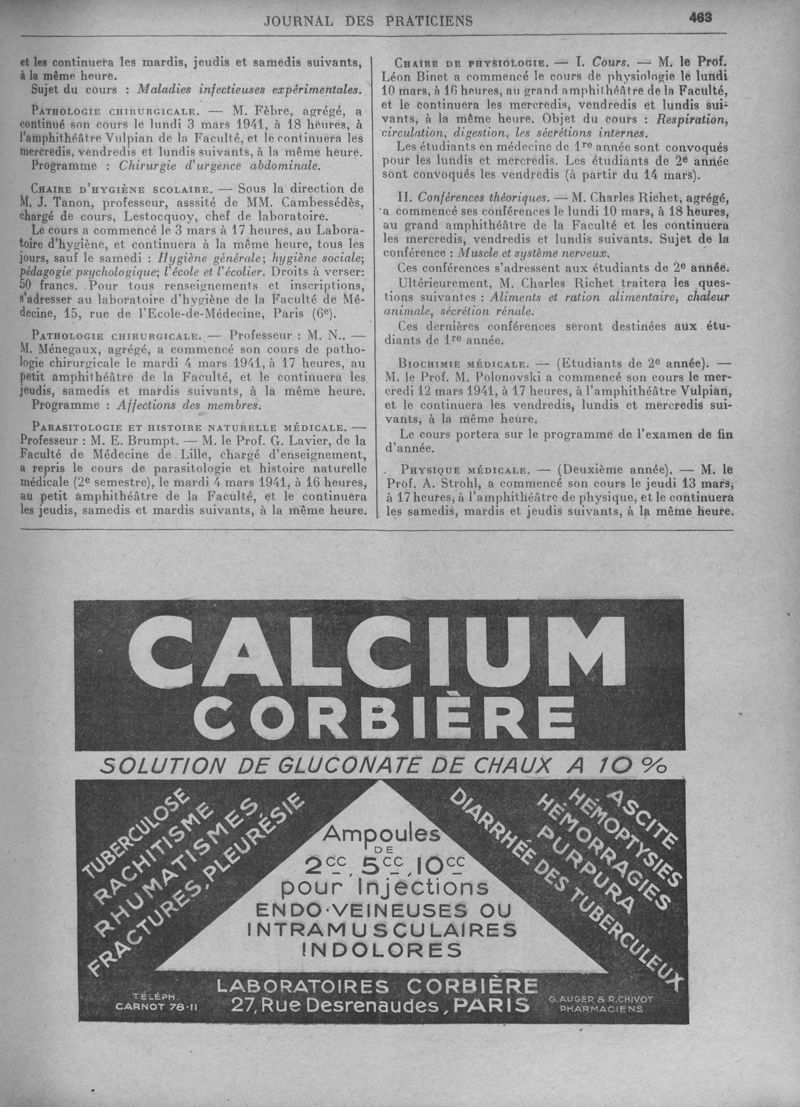 JOURNAL DES PRATICIENS
463
et les continuera les mardis, jeudis et samedis suivants,
à la même heure.
Sujet du cours : Maladies infectieuses expérimentales.
PATHOLOGIE CHIRURGICALE. — M. Fèbre, agrégé, a
continué son cours le lundi 3 mars 1941, à 18 heures, à
l'amphithéâtre Vulpian de la Faculté, et le continuera les
mercredis, vendredis et lundis suivants, à la même heure.
Programme : Chirurgie d'urgence abdominale.
CHAIRE D'HYGIÈNE SCOLAIRE. — Sous la direction de
M. J. Tanon, professeur, asssité de MM. Cambessédès,
chargé de cours, Lestocquoy, chef de laboratoire.
Le cours a commencé le 3 mars à 17 heures, au Labora-
toire d'hygiène, et continuera à la même heure, tous les
jours, sauf le samedi : Hygiène générale; hygiène sociale;
pédagogie psychologique; l'école et l'écolier. Droits à verser:
50 francs. Pour tous renseignements et inscriptions,
s'adresser au laboratoire d'hygiène de la Faculté de Mé-
decine, 15, rue de l'Ecole-de-Médecine, Paris (6e).
PATHOLOGIE CHIRURGICALE. — Professeur : M. N.. —
M. Ménegaux, agrégé, a commencé son cours de patho-
logie chirurgicale le mardi 4 mars 1941, à 17 heures, au
petit amphithéâtre de la Faculté, et le continuera les
jeudis, samedis et mardis suivants, à la même heure.
Programme : Affections des membres.
PARASITOLOGIE ET HISTOIRE NATURELLE MÉDICALE. —
Professeur : M. E. Brumpt. — M. le Prof. G. Lavier, de la
Faculté de Médecine de Lille, chargé d'enseignement,
a repris le cours de parasitologie et histoire naturelle
médicale (2e semestre), le mardi 4 mars 1941, à 16 heures,
au petit amphithéâtre de la Faculté, et le continuera
les jeudis, samedis et mardis suivants, à la même heure.
CHAIRE DE PHYSIOLOGIE. — I. Cours. — M. le Prof.
Léon Binet a commencé le cours de physiologie le lundi
10 mars, à 16 heures, au grand amphithéâtre de la Faculté,
et le continuera les mercredis, vendredis et lundis sui-
vants, à la même heure. Objet du cours : Respiration,
circulation, digestion, les sécrétions internes.
Les étudiants en médecine de 1re année sont convoqués
pour les lundis et mercredis. Les étudiants de 2e année
sont convoqués les vendredis (à partir du 14 mars).
II. Conférences théoriques. — M. Charles Richet, agrégé,
a commencé ses conférences le lundi 10 mars, à 18 heures,
au grand amphithéâtre de la Faculté et les continuera
les mercredis, vendredis et lundis suivants. Sujet de la
conférence : Muscle et système nerveux.
Ces conférences s'adressent aux étudiants de 2e année.
Ultérieurement, M. Charles Richet traitera les ques-
tions suivantes : Aliments et ration alimentaire, chaleur
animale, sécrétion rénale.
Ces dernières conférences seront destinées aux étu-
diants de 1re année.
BIOCHIMIE MÉDICALE. — (Etudiants de 2e année). —
M. le Prof. M. Polonovski a commencé son cours le mer-
credi 12 mars 1941, à 17 heures, à l'amphithéâtre Vulpian,
et le continuera les vendredis, lundis et mercredis sui-
vants, à la même heure.
Le cours portera sur le programme de l'examen de fin
d'année.
PHYSIQUE MÉDICALE. — (Deuxième année). — M. le
Prof. A. Strohl, a commencé son cours le jeudi 13 mars,
à 17 heures, à l'amphithéâtre de physique, et le continuera
les samedis, mardis et jeudis suivants, à la même heure.
CALCIUM
CORBIÈRE
SOLUTION DE GLUCONATE DE CHAUX A 10 %
TUBERCULOSE
RACHITISME
RHUMATISMES
FRACTURES, PLEURÉSIE
Ampoules
DE
2cc, 5cc, 10cc
pour Injections
ENDO-VEINEUSES OU
INTRAMUSCULAIRES
INDOLORES
ASCITE
HÉMOPTYSIES
HÉMORRAGIES
PURPURA
DIARRHÉE DES TUBERCULEUX
TÉLÉPH.
CARNOT 78-11
LABORATOIRES CORBIÈRE
27, Rue Desrenaudes, PARIS
G. AUGER & R. CHIVOT
PHARMACIENS